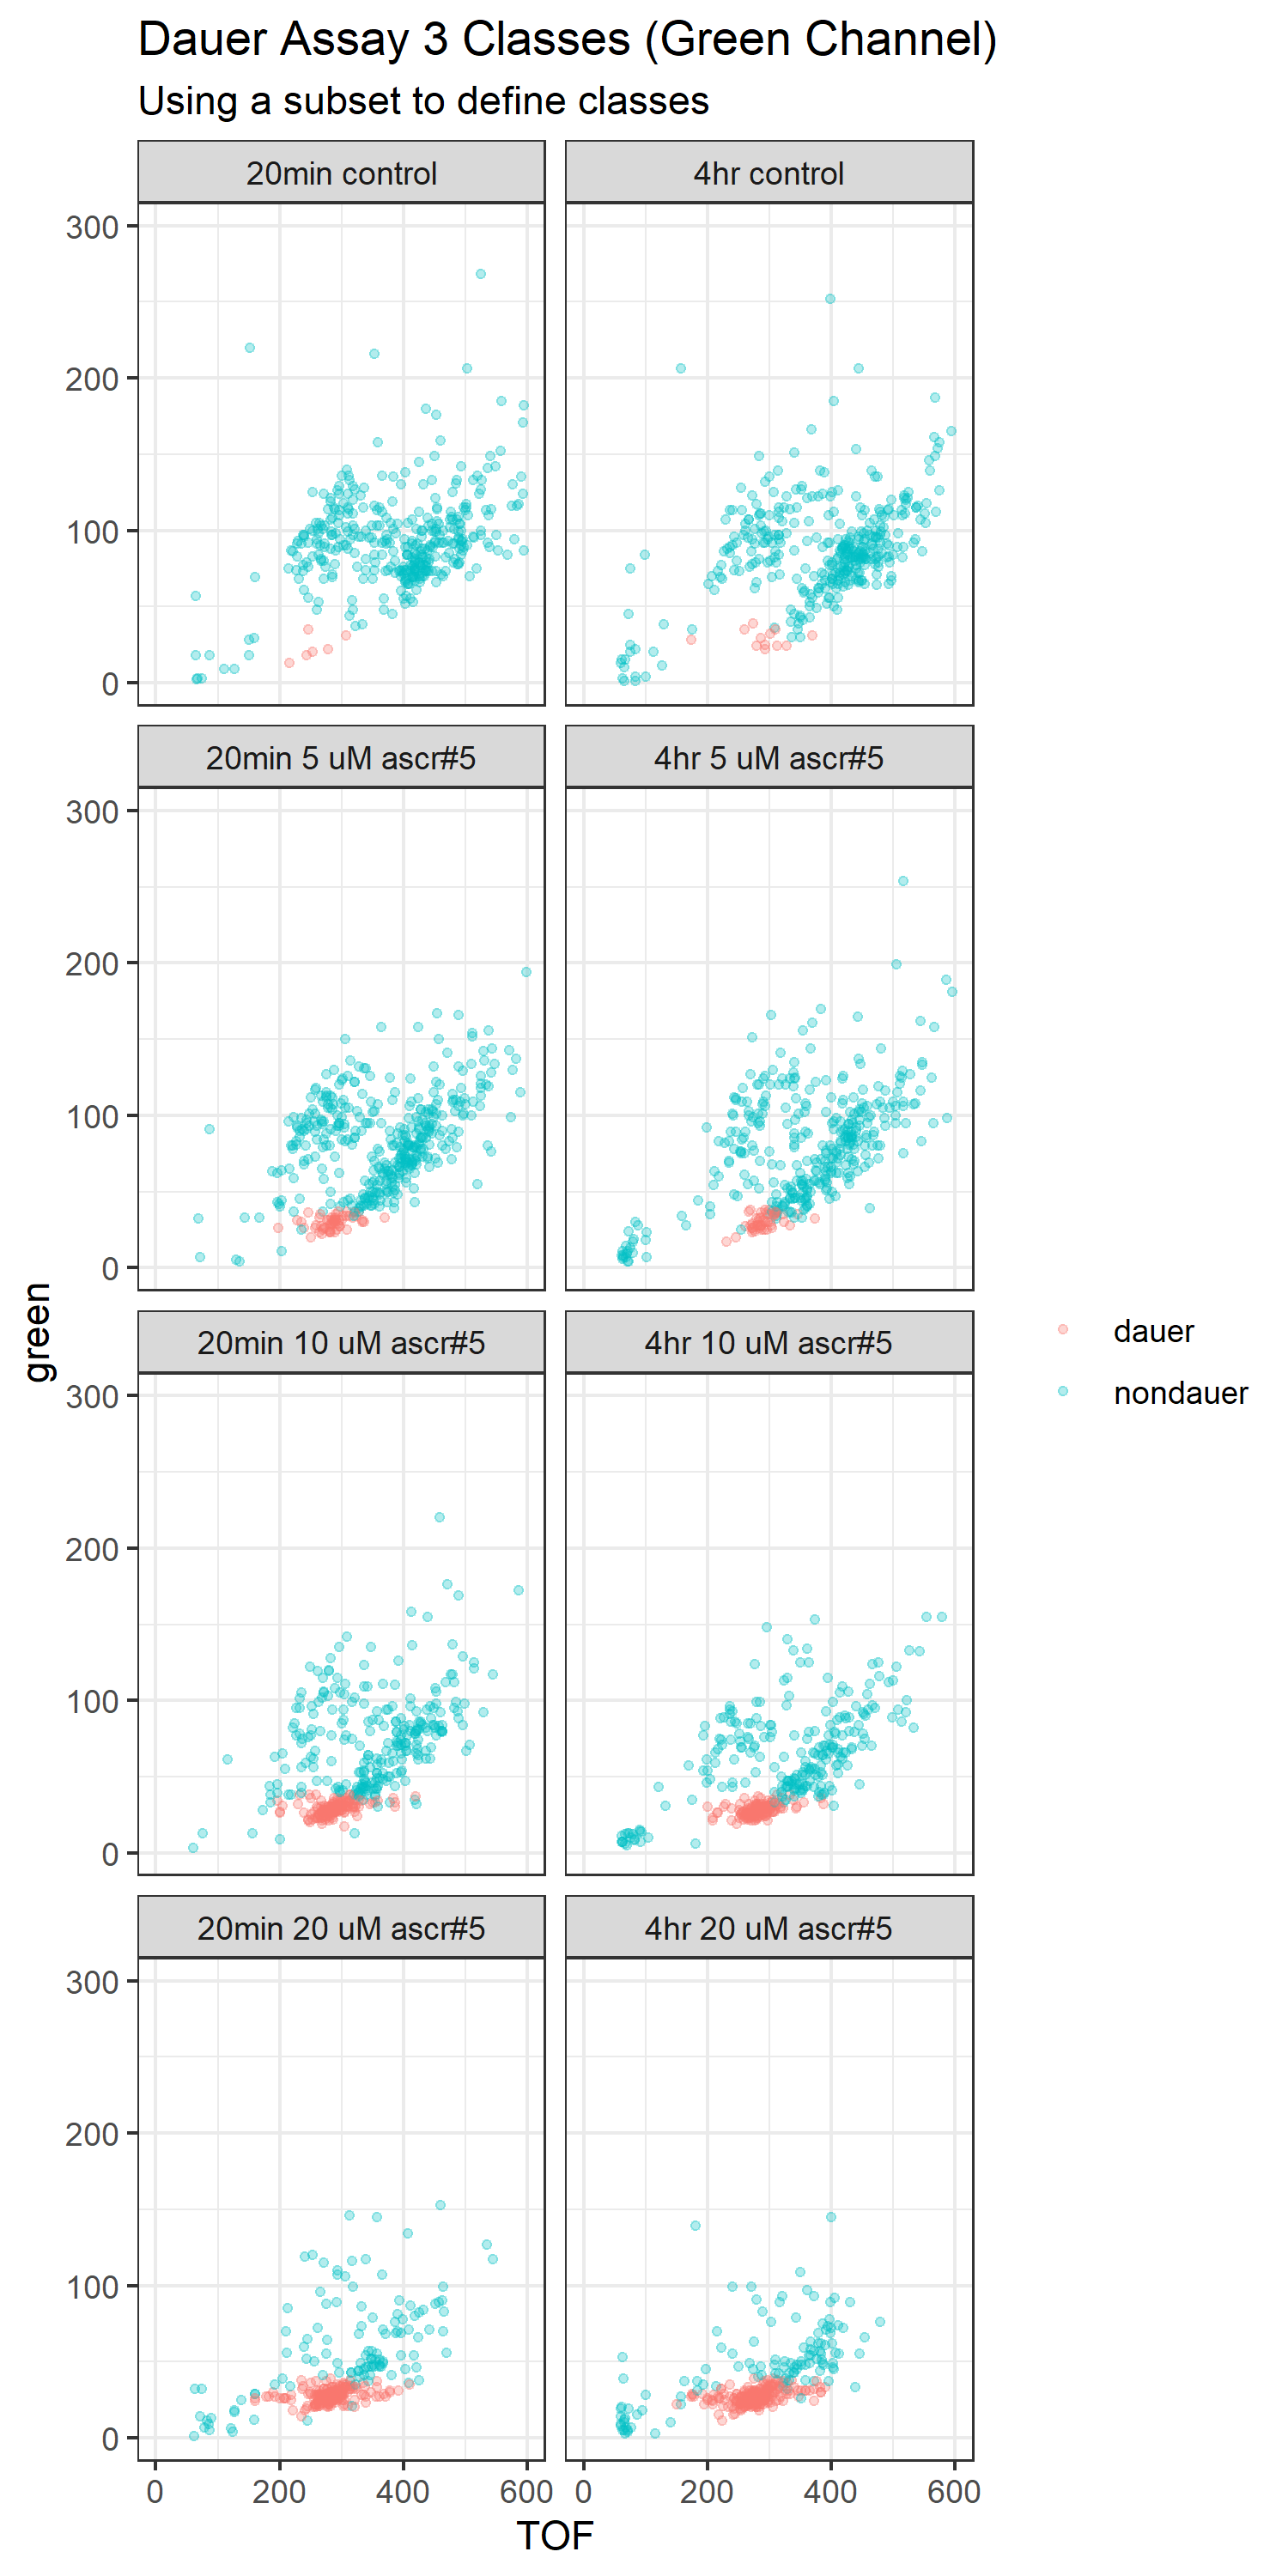 Dauer Assay 3 Classes (Green Channel)
Using a subset to define classes
20min control 4hr control
300
200
100
0
20min 5 uM ascr#5 4hr 5 uM ascr#5
300
200
100
0
green
20min 10 uM ascr#5 4hr 10 uM ascr#5
dauer
nondauer
300
200
100
0
20min 20 uM ascr#5 4hr 20 uM ascr#5
300
200
100
0
0 200 400 600 0 200 400 600
TOF